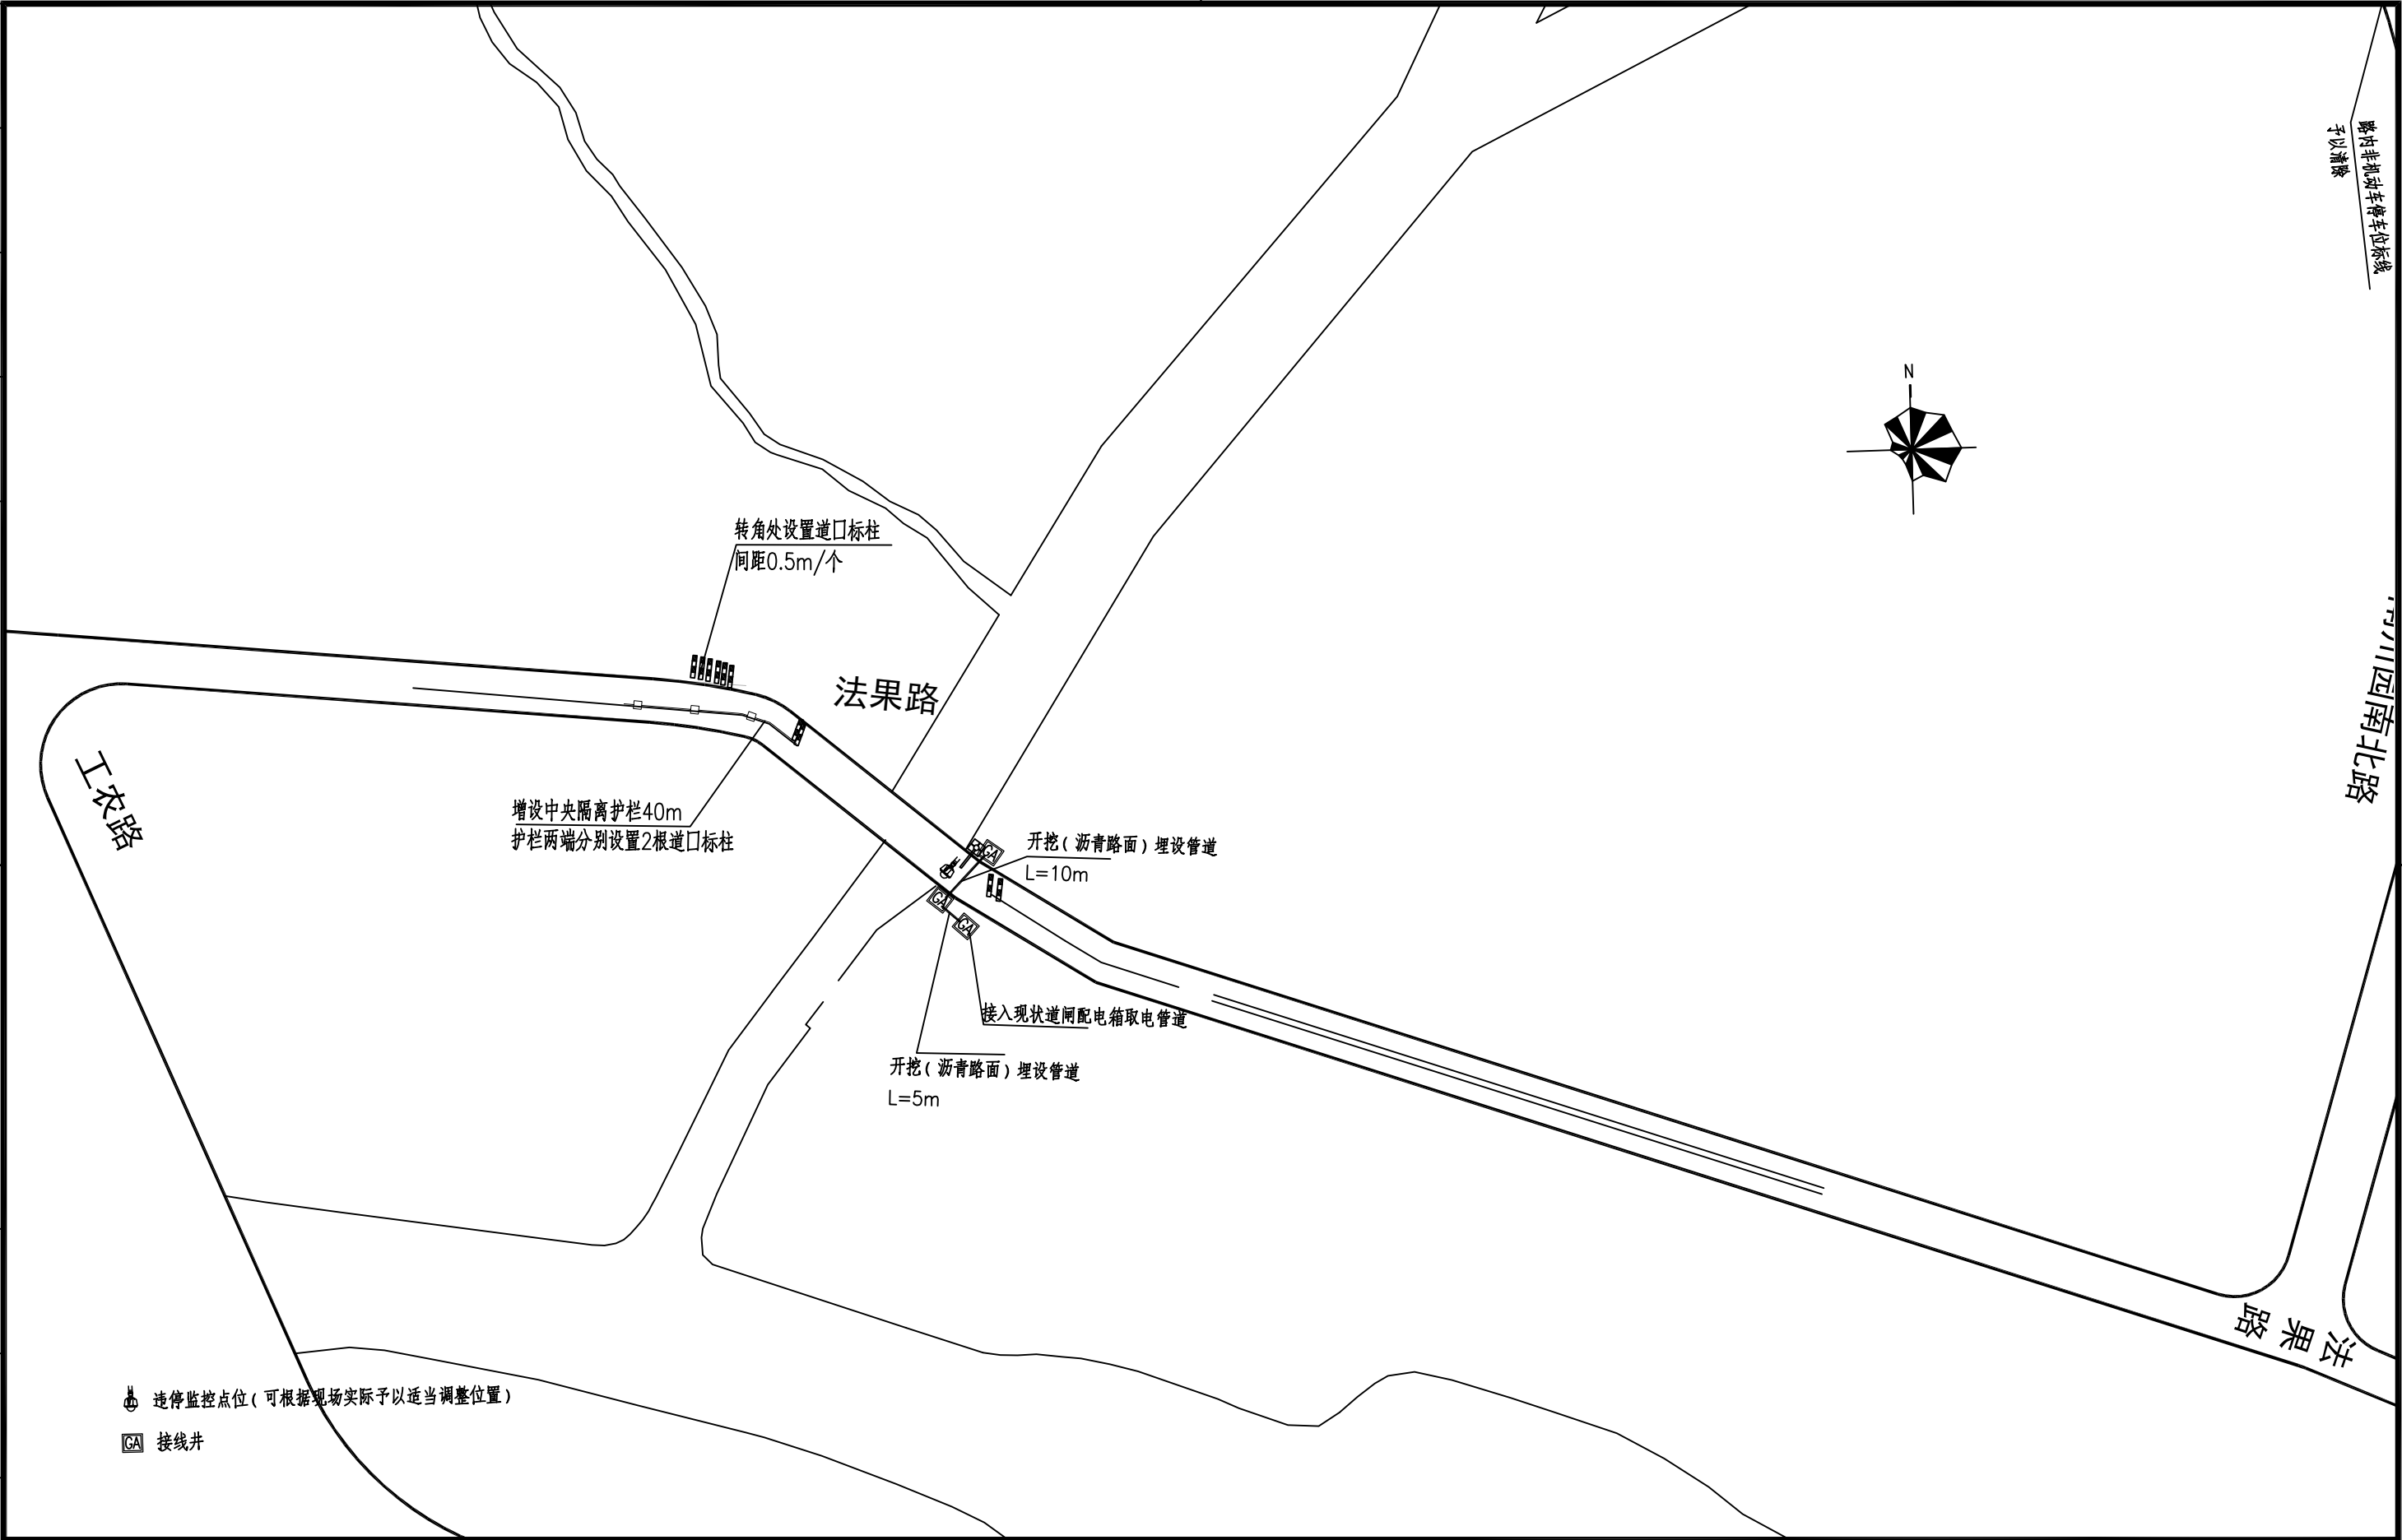 路内非机动车停车位标线
予以清除
N
转角处设置道口标柱
间距0.5m/个
法果路
工农路
园南北路
增设中央隔离护栏40m
护栏两端分别设置2根道口标柱
开挖(沥青路面)埋设管道
L=10m
GA
GA
GA
接入现状道闸配电箱取电管道
开挖(沥青路面)埋设管道
L=5m
法果路
违停监控点位(可根据现场实际予以适当调整位置)
GA 接线井